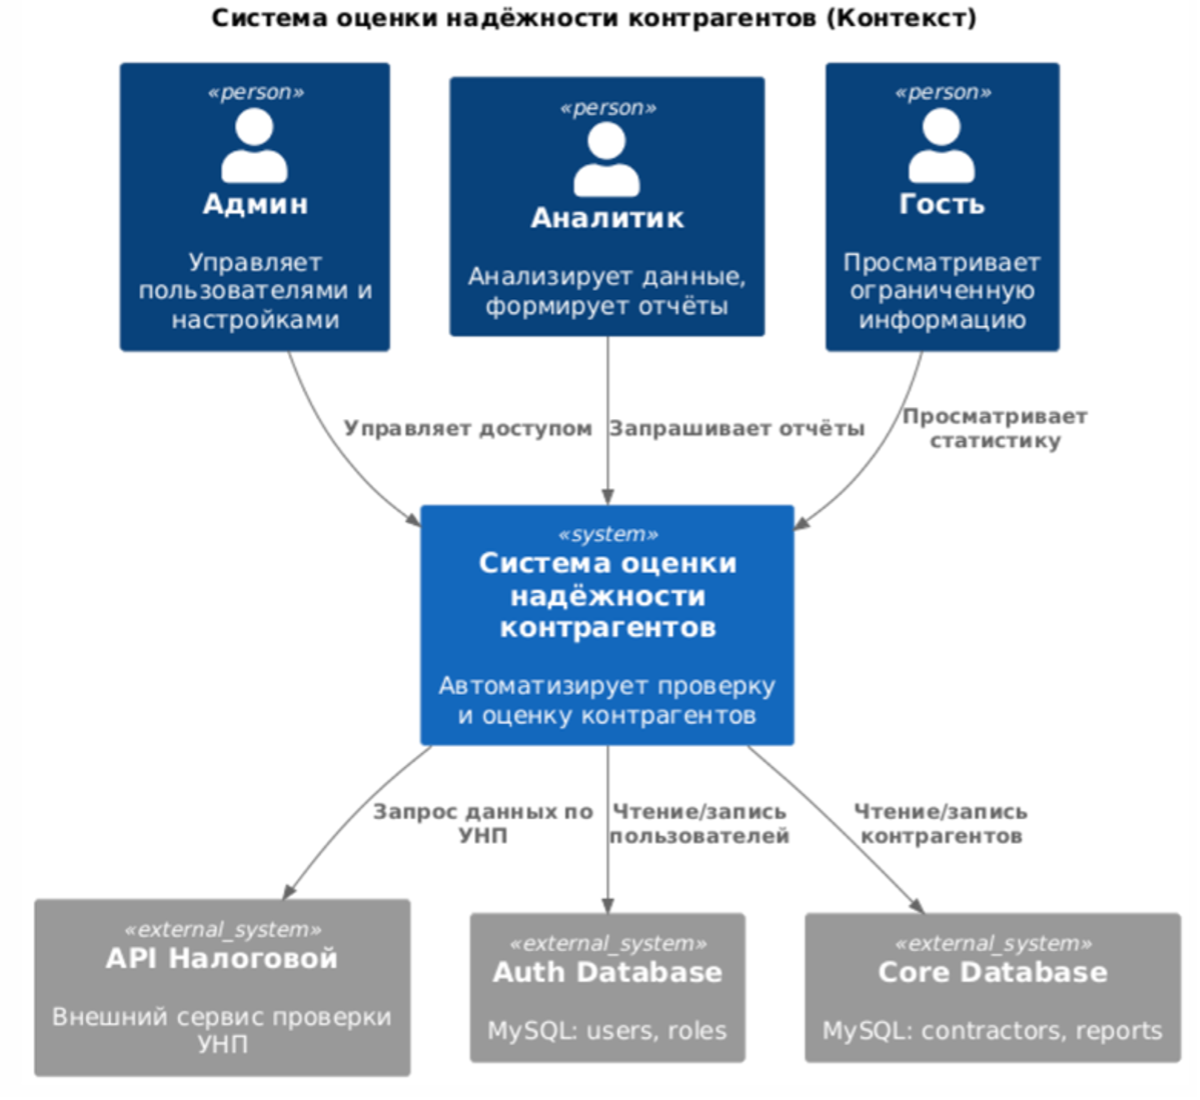 Система оценки надёжности контрагентов (Контекст)
«person»
Админ
Управляет
пользователями и
настройками
«person»
Аналитик
Анализирует данные,
формирует отчёты
«person»
Гость
Просматривает
ограниченную
информацию
Управляет доступом
Запрашивает отчёты
Просматривает
статистику
«system»
Система оценки
надёжности
контрагентов
Автоматизирует проверку
и оценку контрагентов
Запрос данных по
УНП
Чтение/запись
пользователей
Чтение/запись
контрагентов
«external_system»
API Налоговой
Внешний сервис проверки
УНП
«external_system»
Auth Database
MySQL: users, roles
«external_system»
Core Database
MySQL: contractors, reports